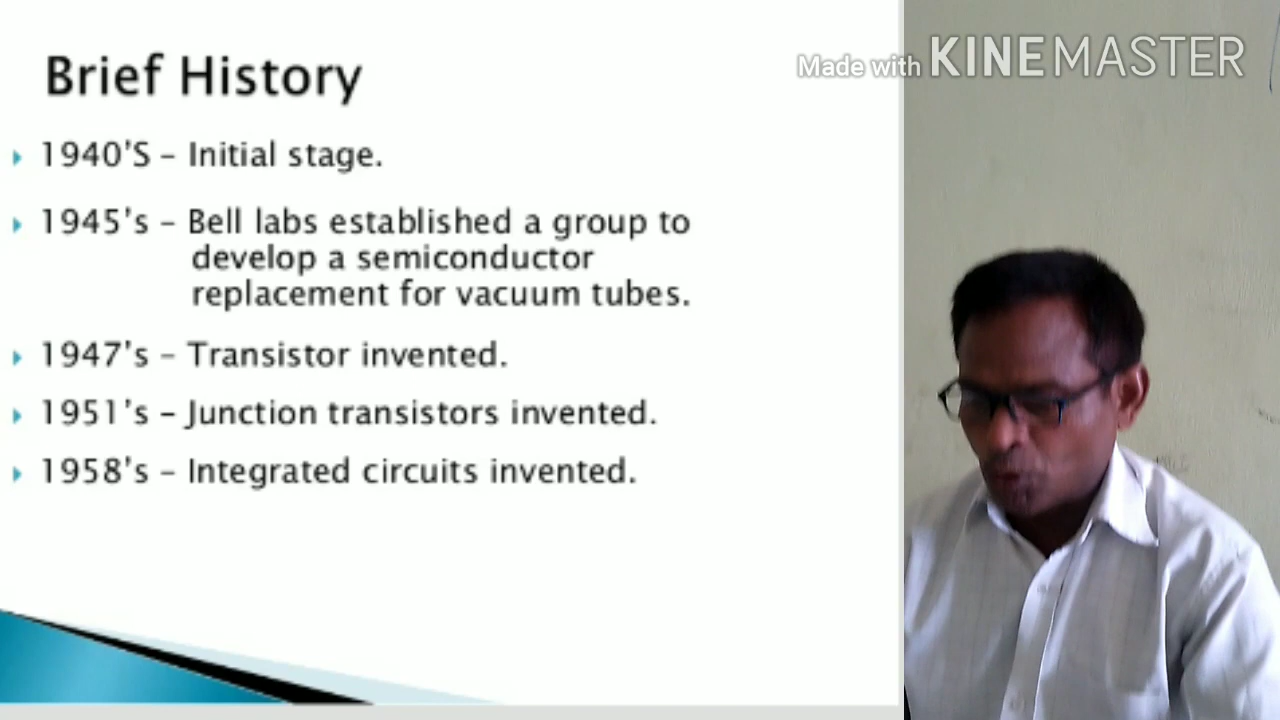 Made with KINEMASTER
Brief History
1940'S – Initial stage.
1945's – Bell labs established a group to
develop a semiconductor
replacement for vacuum tubes.
1947's – Transistor invented.
1951's – Junction transistors invented.
1958's – Integrated circuits invented.